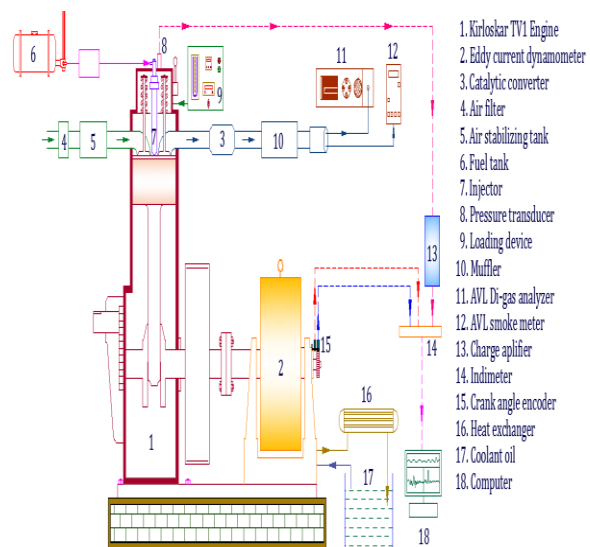 6
8
9
11
12
4
5
7
3
10
13
14
15
2
1
16
17
18
1. Kirloskar TV1 Engine
2. Eddy current dynamometer
3. Catalytic converter
4. Air filter
5. Air stabilizing tank
6. Fuel tank
7. Injector
8. Pressure transducer
9. Loading device
10. Muffler
11. AVL Di-gas analyzer
12. AVL smoke meter
13. Charge aplifier
14. Indimeter
15. Crank angle encoder
16. Heat exchanger
17. Coolant oil
18. Computer